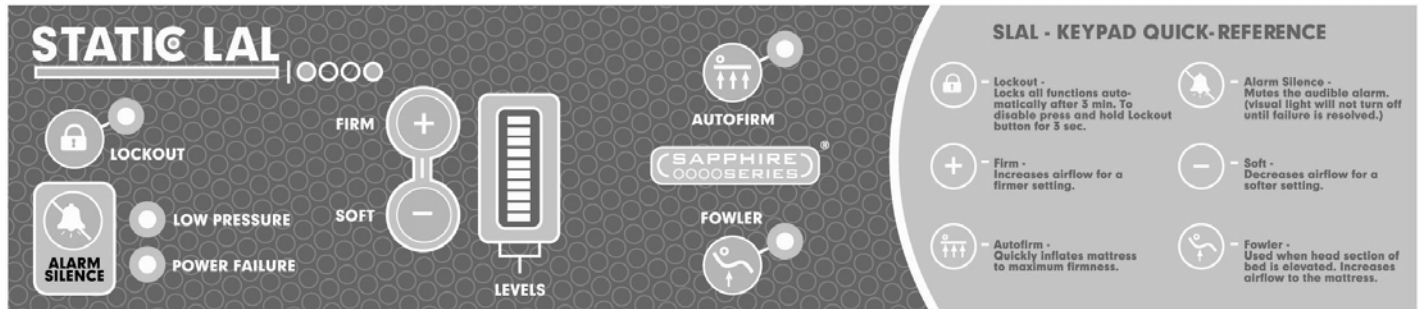 STATIC LAL
LOCKOUT
ALARM
SILENCE
LOW PRESSURE
POWER FAILURE
FIRM
+
SOFT
-
LEVELS
AUTOFIRM
SAPPHIRE
SERIES
®
FOWLER
SLAL - KEYPAD QUICK-REFERENCE
- Lockout -
Locks all functions auto-
matically after 3 min. To
disable press and hold Lockout
button for 3 sec.
- Alarm Silence -
Mutes the audible alarm.
(visual light will not turn off
until failure is resolved.)
+ - Firm -
Increases airflow for a
firmer setting.
- - Soft -
Decreases airflow for a
softer setting.
- Autofirm -
Quickly inflates mattress
to maximum firmness.
- Fowler -
Used when head section of
bed is elevated. Increases
airflow to the mattress.